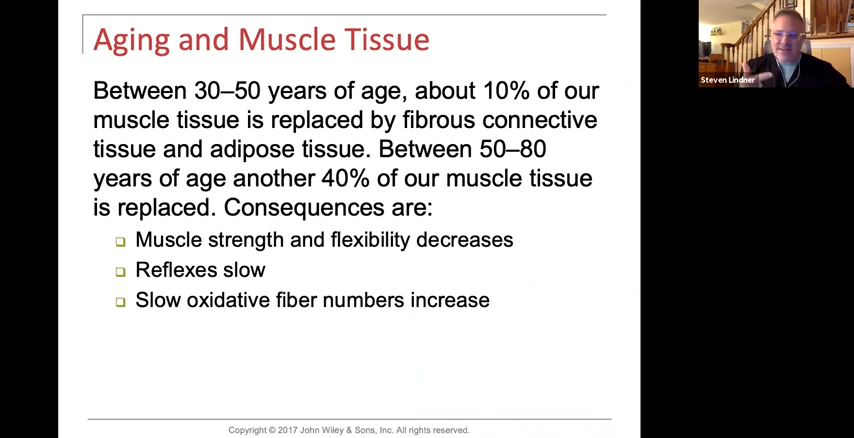 Aging and Muscle Tissue
Between 30–50 years of age, about 10% of our
muscle tissue is replaced by fibrous connective
tissue and adipose tissue. Between 50–80
years of age another 40% of our muscle tissue
is replaced. Consequences are:
Muscle strength and flexibility decreases
Reflexes slow
Slow oxidative fiber numbers increase
Copyright © 2017 John Wiley & Sons, Inc. All rights reserved.
Steven Lindner